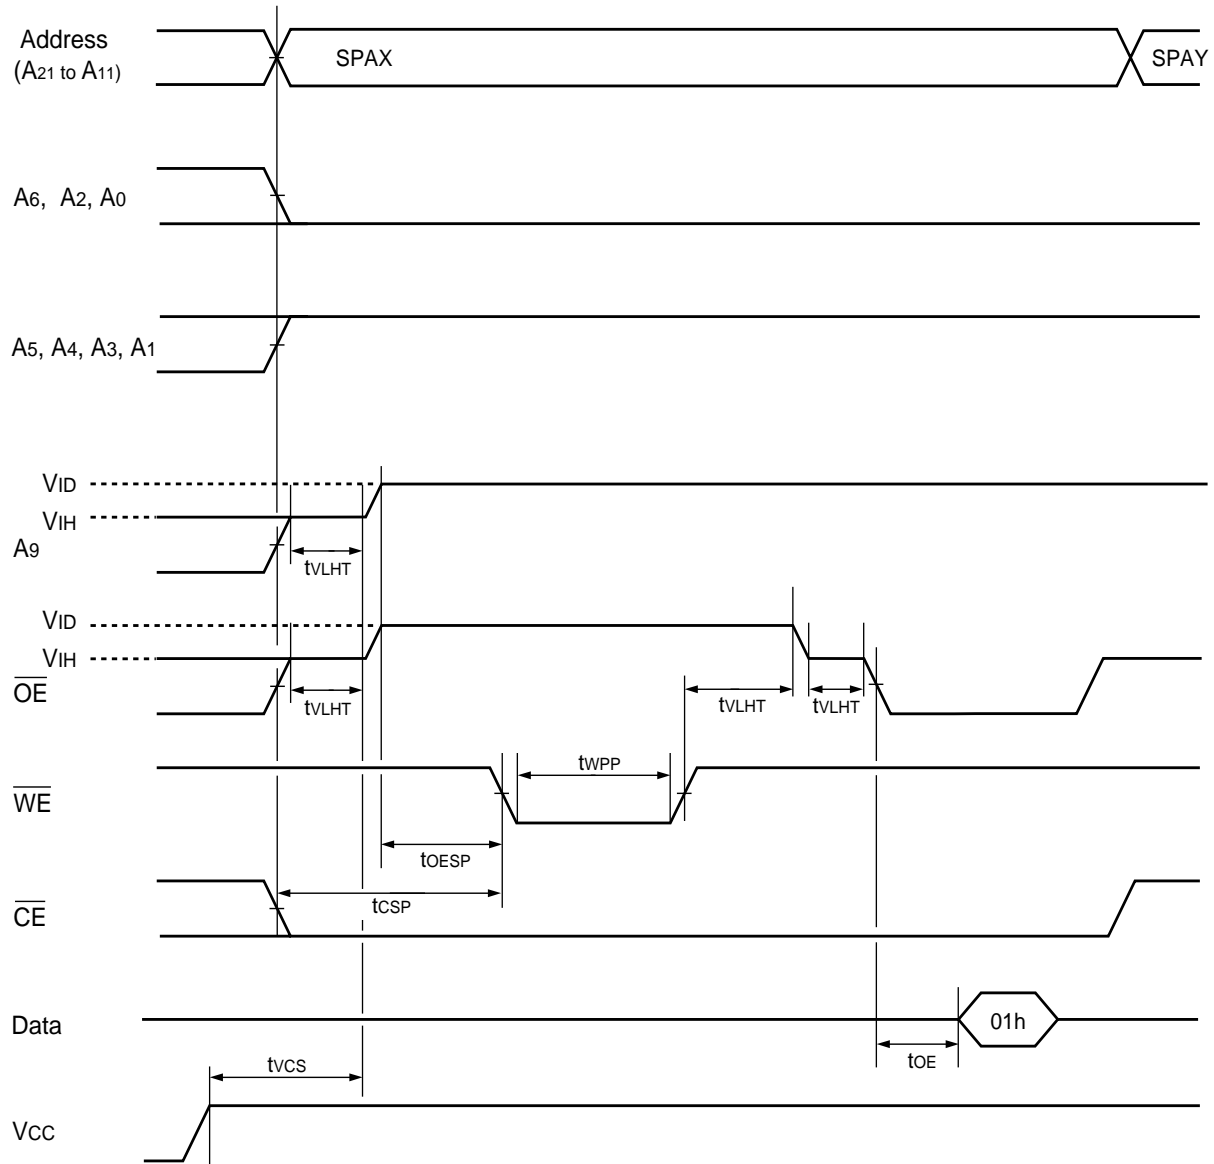 Address
(A21 to A11)
SPAX
SPAY
A6, A2, A0
A5, A4, A3, A1
VID
VIH
A9
tVLHT
VID
VIH
OE
tVLHT
tVLHT
tVLHT
WE
tWPP
tOESP
CE
tCSP
Data
01h
tOE
tVCS
VCC